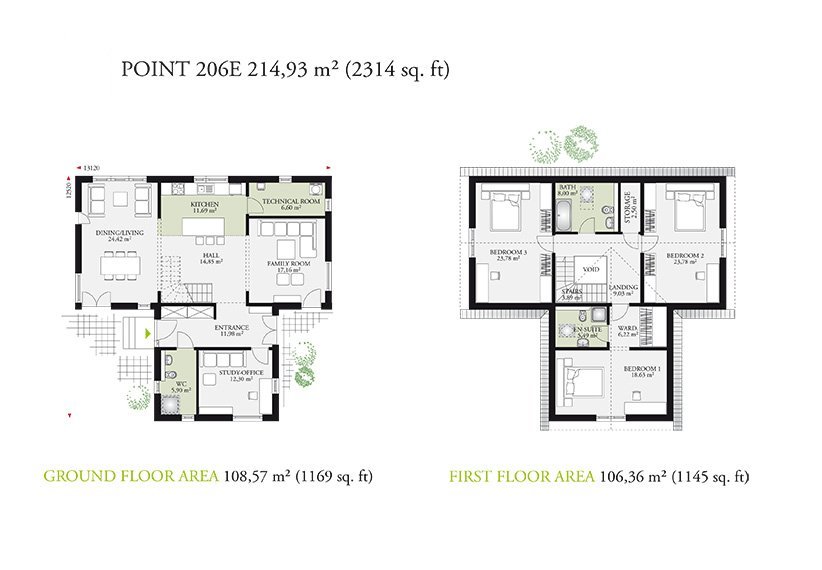 POINT 206E 214,93 m² (2314 sq. ft)
13120
12520
KITCHEN
11,69 m²
TECHNICAL ROOM
6,60 m²
DINING/LIVING
24,42 m²
HALL
14,85 m²
FAMILY ROOM
17,16 m²
ENTRANCE
11,98 m²
WC
5,90 m²
STUDY-OFFICE
12,30 m²
GROUND FLOOR AREA 108,57 m² (1169 sq. ft)
BATH
8,00 m²
STORAGE
2,50 m²
BEDROOM 3
23,78 m²
VOID
BEDROOM 2
23,78 m²
STAIRS
3,89 m²
LANDING
9,03 m²
EN SUITE
5,49 m²
WARD.
6,22 m²
BEDROOM 1
18,63 m²
FIRST FLOOR AREA 106,36 m² (1145 sq. ft)